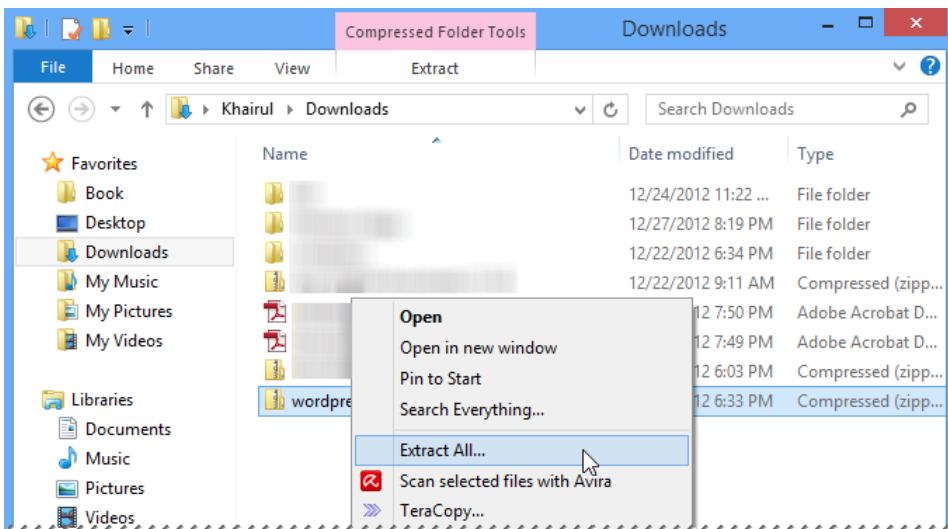 Compressed Folder Tools
Downloads
File Home Share View Extract
Khairul Downloads
Search Downloads
Name Date modified Type
Favorites
Book
Desktop
Downloads
My Music
My Pictures
My Videos
Libraries
Documents
Music
Pictures
Videos
12/24/2012 11:22 ... File folder
12/27/2012 8:19 PM File folder
12/22/2012 6:34 PM File folder
12/22/2012 9:11 AM Compressed (zipp...
12 7:50 PM Adobe Acrobat D...
12 7:49 PM Adobe Acrobat D...
12 6:03 PM Compressed (zipp...
wordpre 12 6:33 PM Compressed (zipp...
Open
Open in new window
Pin to Start
Search Everything...
Extract All...
Scan selected files with Avira
TeraCopy...